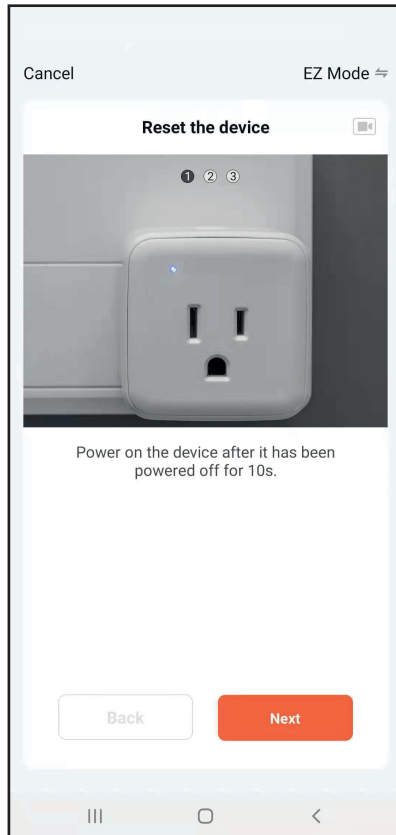 Cancel
EZ Mode
Reset the device
1 2 3
Power on the device after it has been
powered off for 10s.
Back
Next